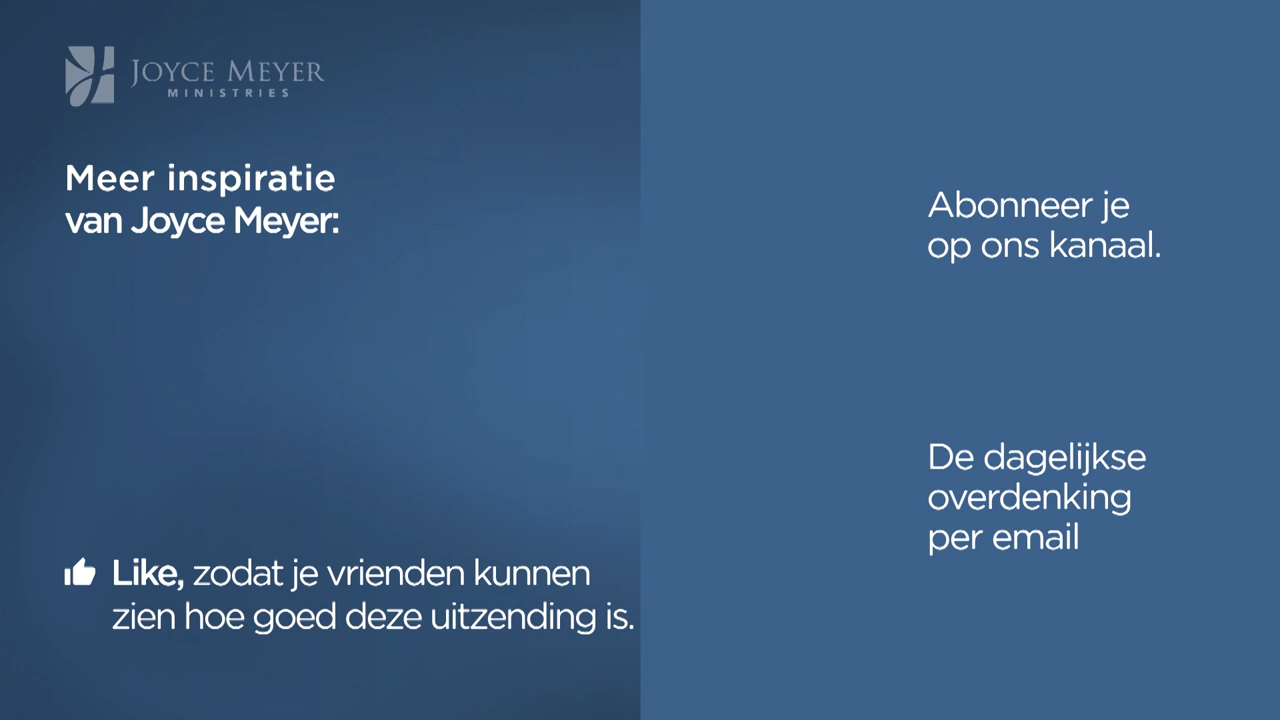 JOYCE MEYER
MINISTRIES
Meer inspiratie
van Joyce Meyer:
Like, zodat je vrienden kunnen
zien hoe goed deze uitzending is.
Abonneer je
op ons kanaal.
De dagelijkse
overdenking
per email